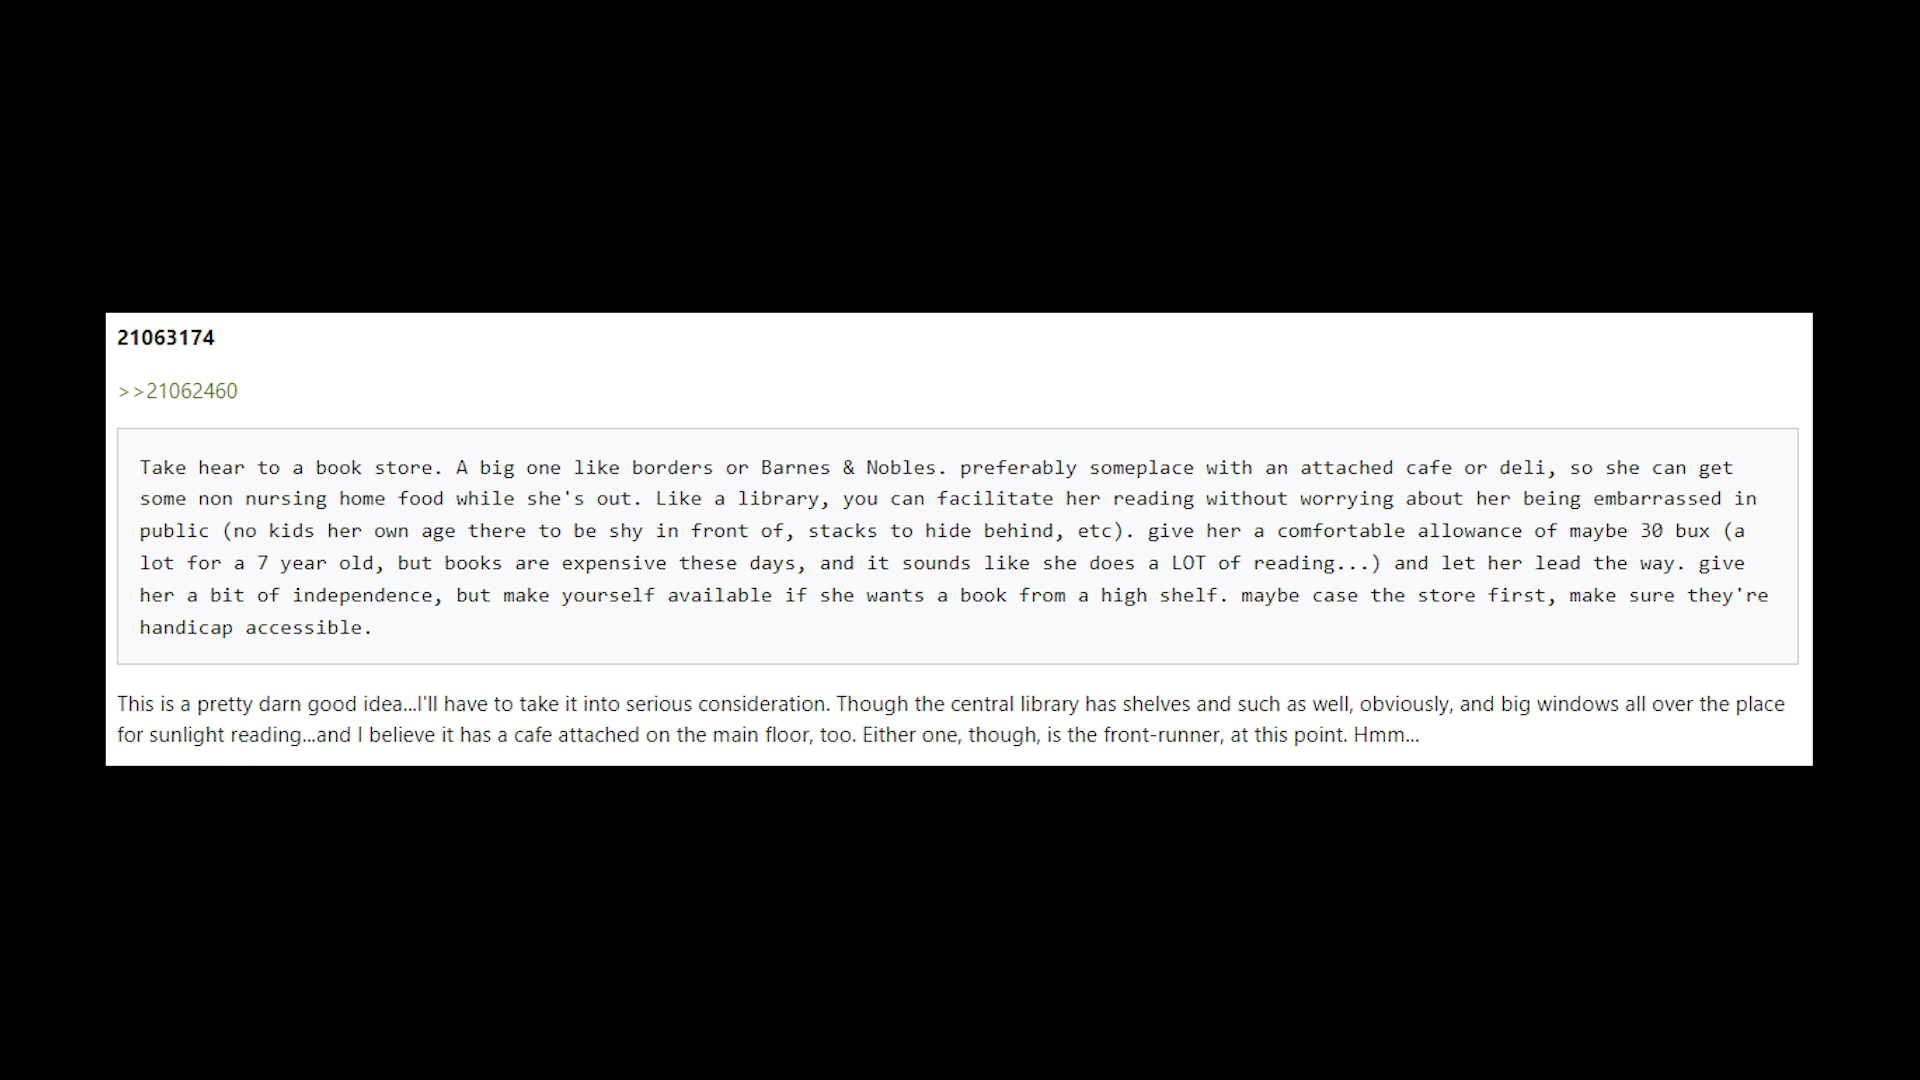 21063174
>>21062460
Take hear to a book store. A big one like borders or Barnes & Nobles. preferably someplace with an attached cafe or deli, so she can get
some non nursing home food while she's out. Like a library, you can facilitate her reading without worrying about her being embarrassed in
public (no kids her own age there to be shy in front of, stacks to hide behind, etc). give her a comfortable allowance of maybe 30 bux (a
lot for a 7 year old, but books are expensive these days, and it sounds like she does a LOT of reading...) and let her lead the way. give
her a bit of independence, but make yourself available if she wants a book from a high shelf. maybe case the store first, make sure they're
handicap accessible.
This is a pretty darn good idea...I'll have to take it into serious consideration. Though the central library has shelves and such as well, obviously, and big windows all over the place
for sunlight reading...and I believe it has a cafe attached on the main floor, too. Either one, though, is the front-runner, at this point. Hmm...